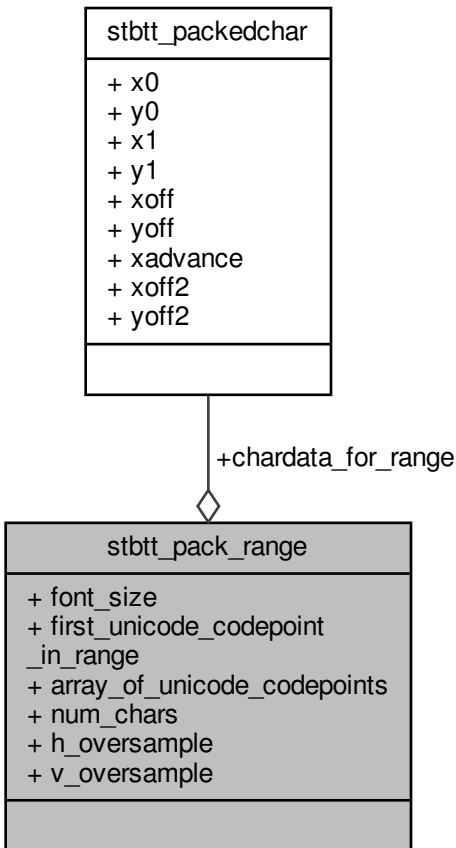 stbtt_packedchar
+ x0
+ y0
+ x1
+ y1
+ xoff
+ yoff
+ xadvance
+ xoff2
+ yoff2
+chardata_for_range
stbtt_pack_range
+ font_size
+ first_unicode_codepoint
_in_range
+ array_of_unicode_codepoints
+ num_chars
+ h_oversample
+ v_oversample